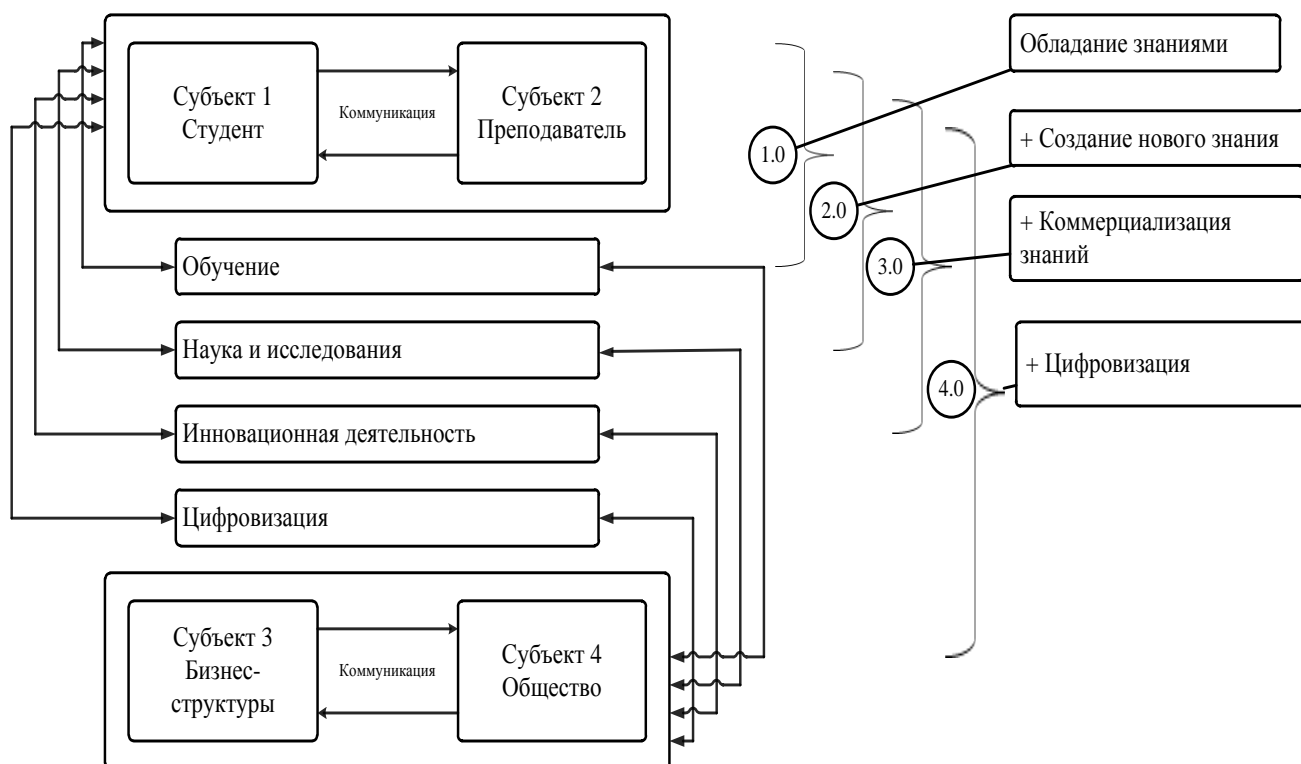 Субъект 1
Студент
Коммуникация
Субъект 2
Преподаватель
Обучение
Наука и исследования
Инновационная деятельность
Цифровизация
Субъект 3
Бизнес-
структуры
Коммуникация
Субъект 4
Общество
1.0
2.0
3.0
4.0
Обладание знаниями
+ Создание нового знания
+ Коммерциализация
знаний
+ Цифровизация